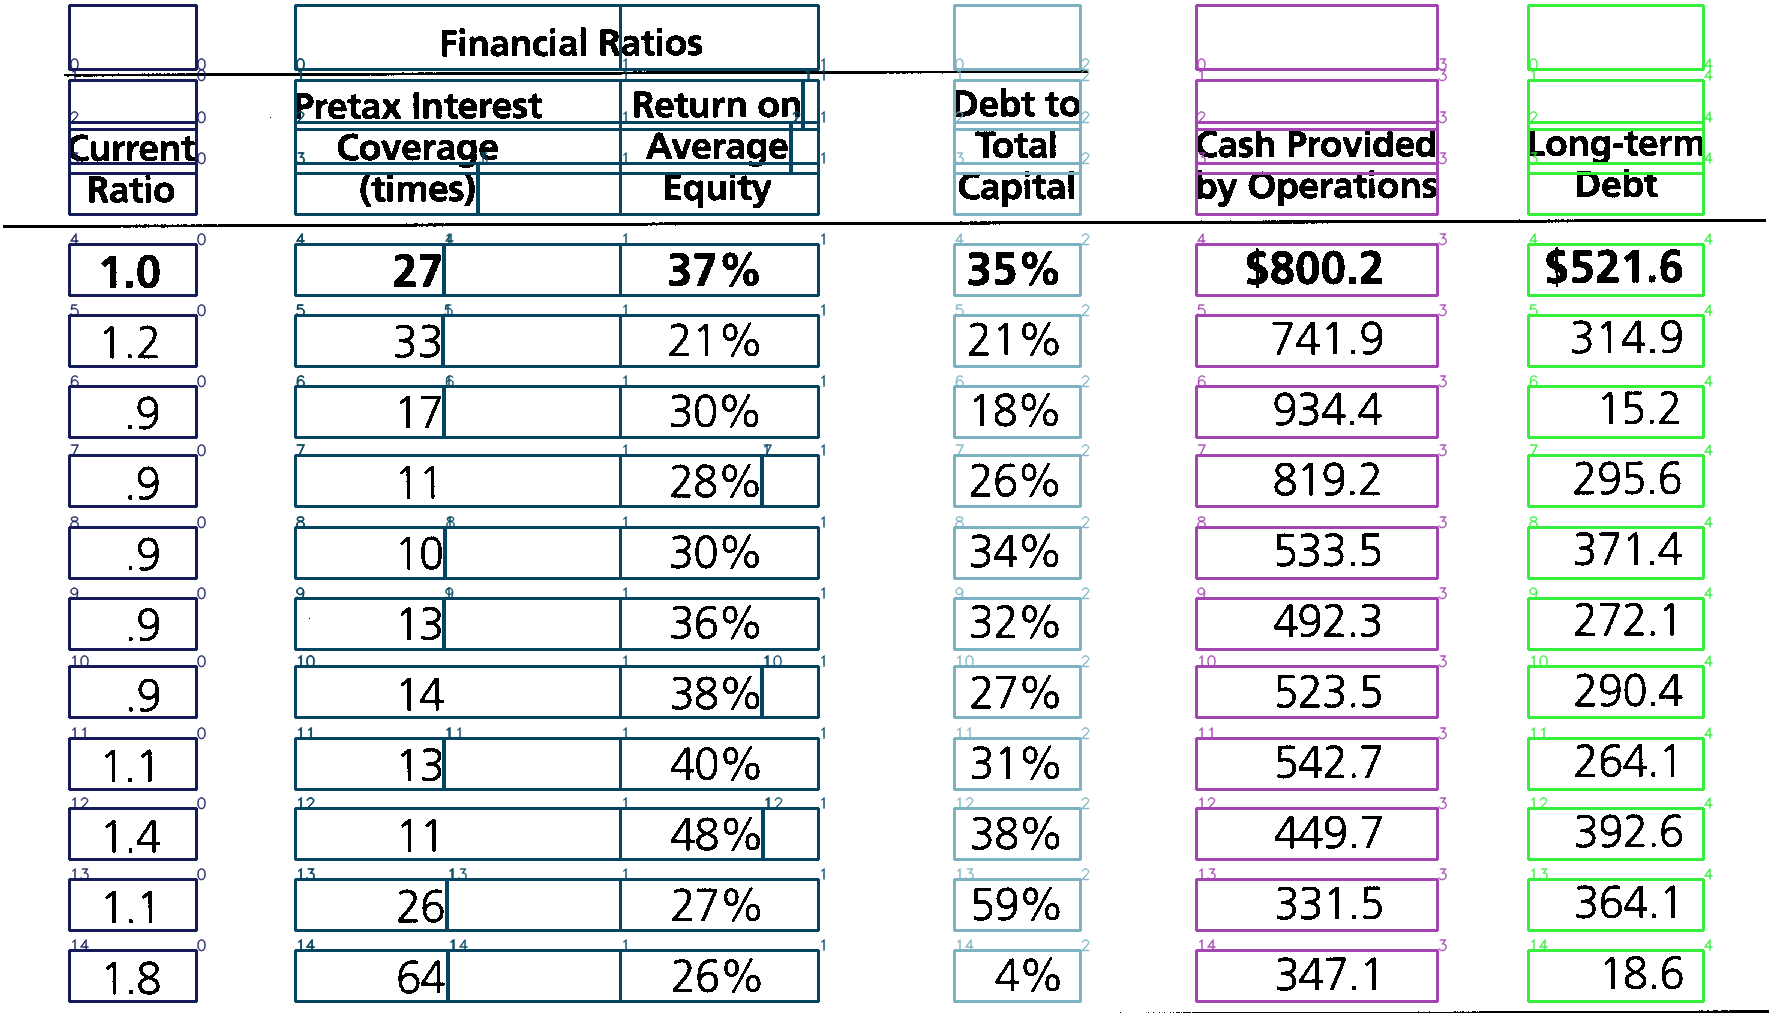 Financial Ratios
Pretax Interest Return on Debt to
Current Coverage Average Total Cash Provided Long-term
Ratio (times) Equity Capital by Operations Debt
1.0 27 37% 35% $800.2 $521.6
1.2 33 21% 21% 741.9 314.9
.9 17 30% 18% 934.4 15.2
.9 11 28% 26% 819.2 295.6
.9 10 30% 34% 533.5 371.4
.9 13 36% 32% 492.3 272.1
.9 14 38% 27% 523.5 290.4
1.1 13 40% 31% 542.7 264.1
1.4 11 48% 38% 449.7 392.6
1.1 26 27% 59% 331.5 364.1
1.8 64 26% 4% 347.1 18.6